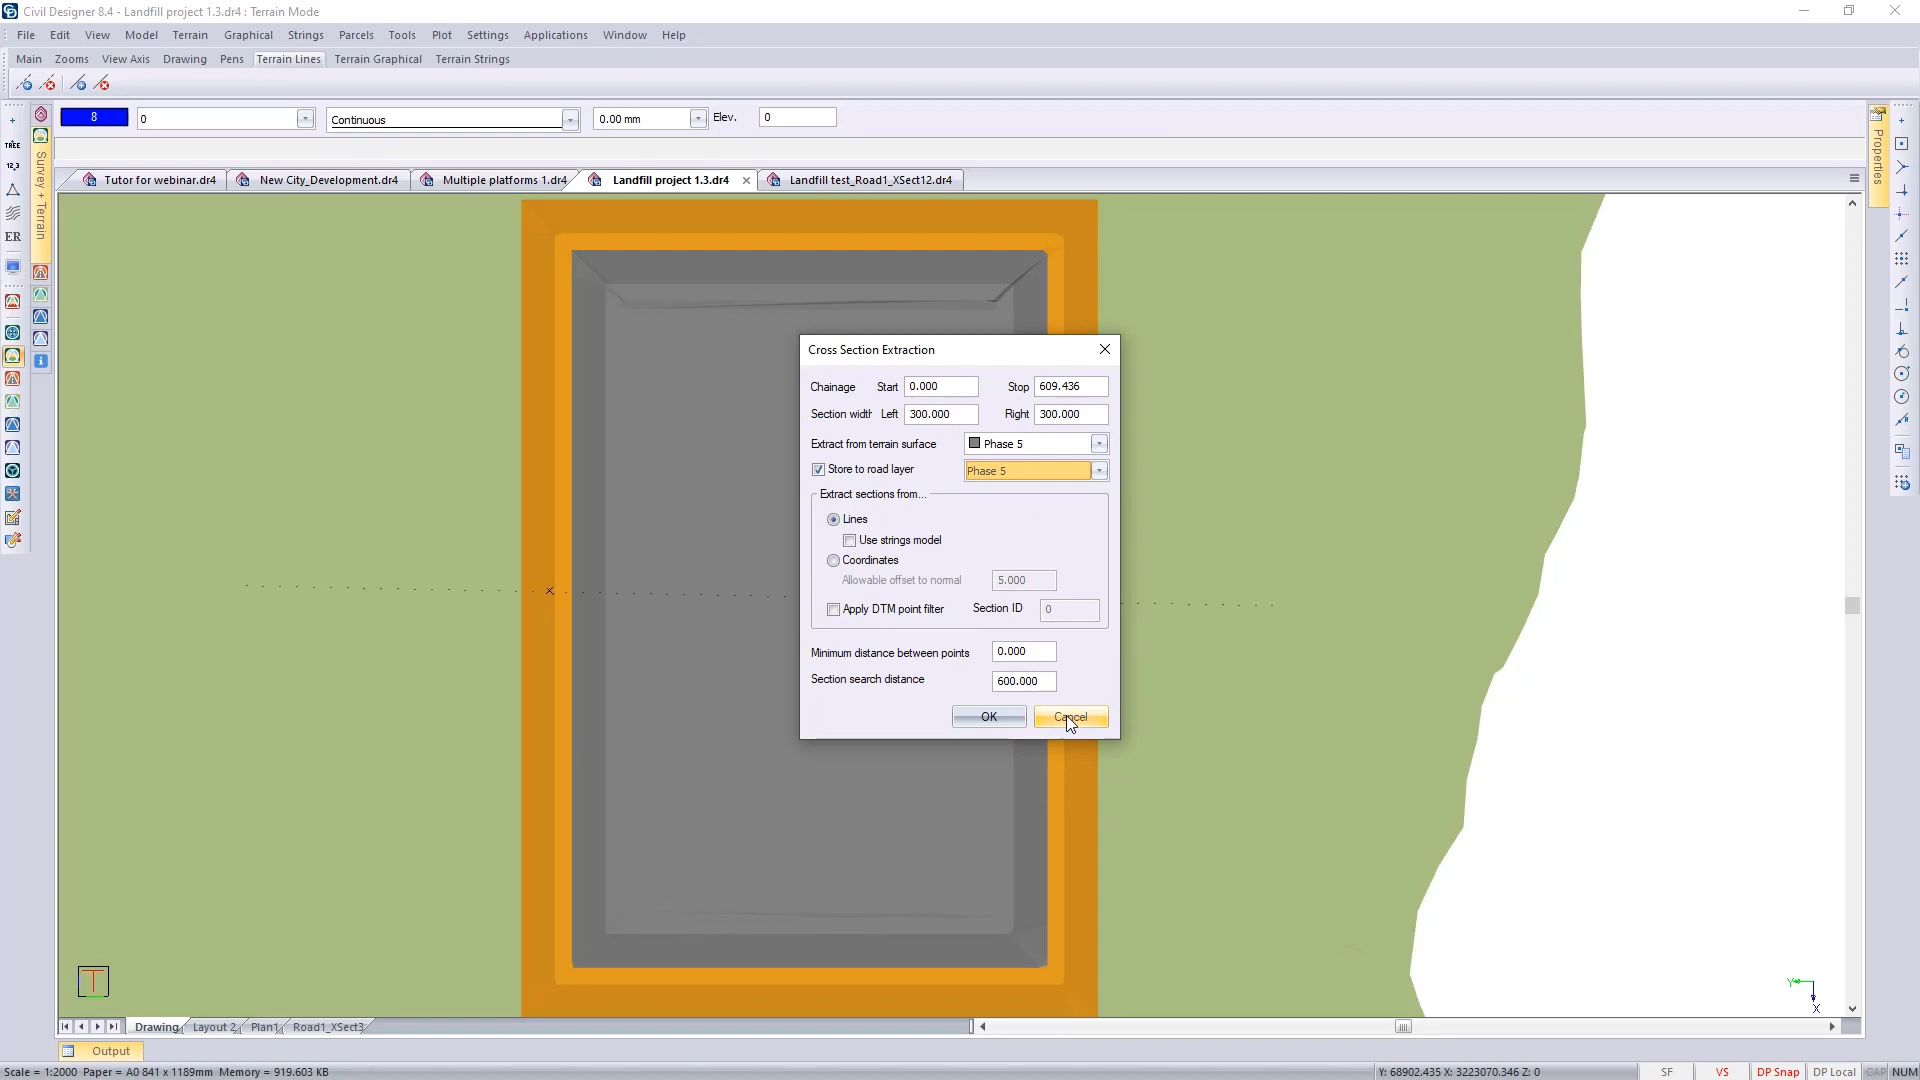 Civil Designer 8.4 - Landfill project 1.3.dr4 : Terrain Mode
File Edit View Model Terrain Graphical Strings Parcels Tools Plot Settings Applications Window Help
Main Zooms View Axis Drawing Pens Terrain Lines Terrain Graphical Terrain Strings
8 0 Continuous 0.00 mm Elev. 0
Tutor for webinar.dr4 New City_Development.dr4 Multiple platforms 1.dr4 Landfill project 1.3.dr4 Landfill test_Road1_XSect12.dr4
TREE
12,3
ER
Survey + Terrain
Properties
Cross Section Extraction
Chainage Start 0.000 Stop 609.436
Section width Left 300.000 Right 300.000
Extract from terrain surface Phase 5
Store to road layer Phase 5
Extract sections from...
Lines
Use strings model
Coordinates
Allowable offset to normal 5.000
Apply DTM point filter Section ID 0
Minimum distance between points 0.000
Section search distance 600.000
OK Cancel
T
Y
X
Drawing Layout 2 Plan1 Road1_XSect3
Output
Scale = 1:2000 Paper = A0 841 x 1189mm Memory = 919.603 KB Y: 68902.435 X: 3223070.346 Z: 0 SF VS DP Snap DP Local CAP NUM